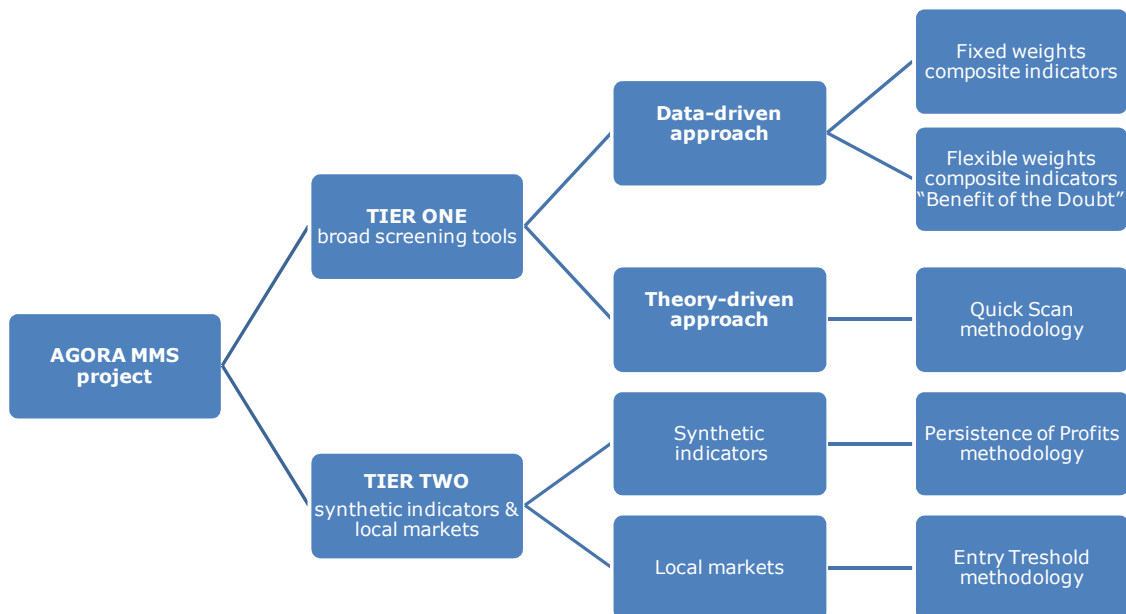 AGORA MMS
project
TIER ONE
broad screening tools
Data-driven
approach
Fixed weights
composite indicators
Flexible weights
composite indicators
“Benefit of the Doubt”
Theory-driven
approach
Quick Scan
methodology
TIER TWO
synthetic indicators &
local markets
Synthetic
indicators
Persistence of Profits
methodology
Local markets
Entry Treshold
methodology